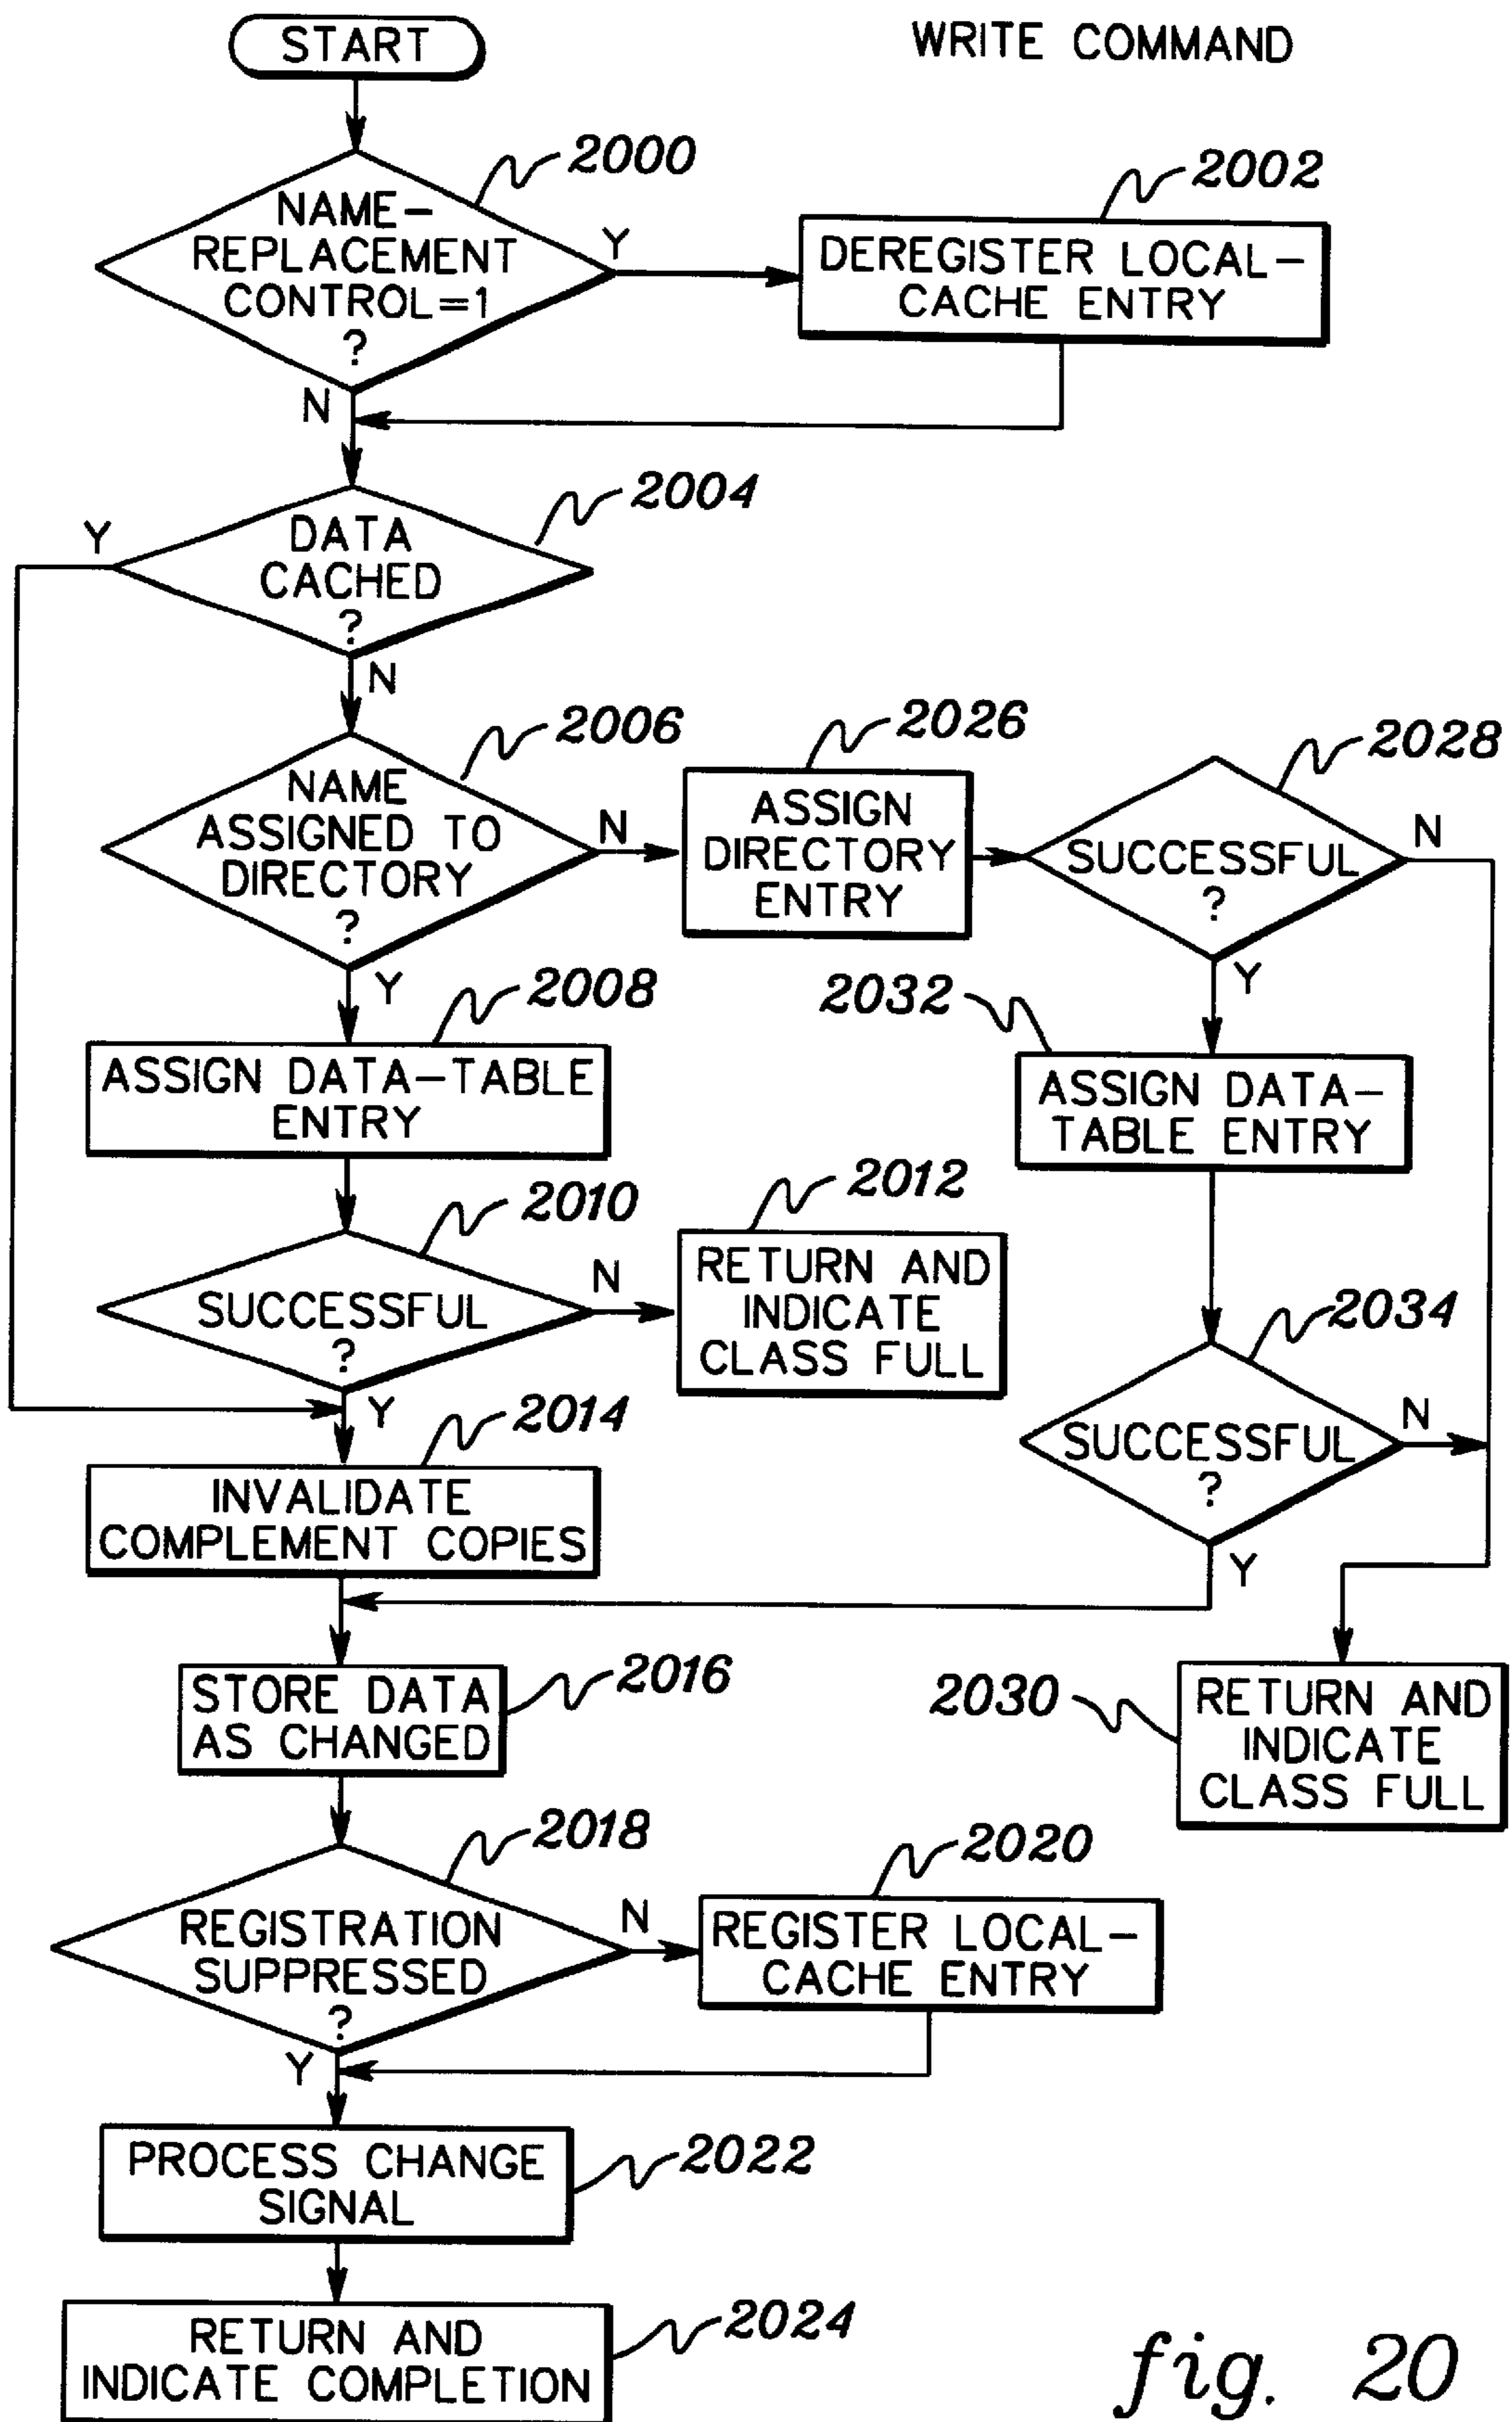 START
WRITE COMMAND
2000
NAME-
REPLACEMENT
CONTROL=1
?
Y
N
2002
DEREGISTER LOCAL-
CACHE ENTRY
2004
DATA
CACHED
?
Y
N
2006
NAME
ASSIGNED TO
DIRECTORY
?
N
Y
2026
ASSIGN
DIRECTORY
ENTRY
2028
SUCCESSFUL
?
N
Y
2008
ASSIGN DATA-TABLE
ENTRY
2032
ASSIGN DATA-
TABLE ENTRY
2010
SUCCESSFUL
?
N
Y
2012
RETURN AND
INDICATE
CLASS FULL
2034
SUCCESSFUL
?
N
Y
2014
INVALIDATE
COMPLEMENT COPIES
2016
STORE DATA
AS CHANGED
2030
RETURN AND
INDICATE
CLASS FULL
2018
REGISTRATION
SUPPRESSED
?
N
Y
2020
REGISTER LOCAL-
CACHE ENTRY
2022
PROCESS CHANGE
SIGNAL
2024
RETURN AND
INDICATE COMPLETION
fig. 20